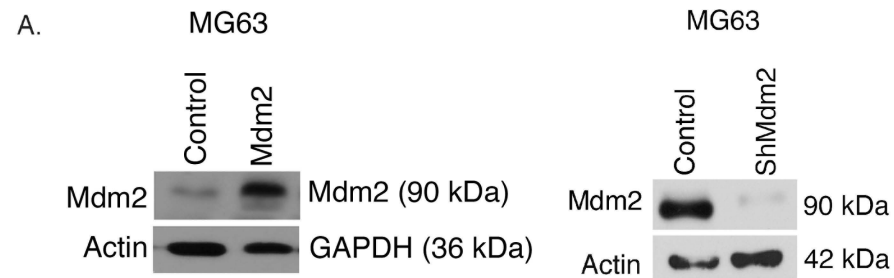 A.
MG63
Control
Mdm2
Mdm2
Mdm2 (90 kDa)
Actin
GAPDH (36 kDa)
MG63
Control
ShMdm2
Mdm2
90 kDa
Actin
42 kDa